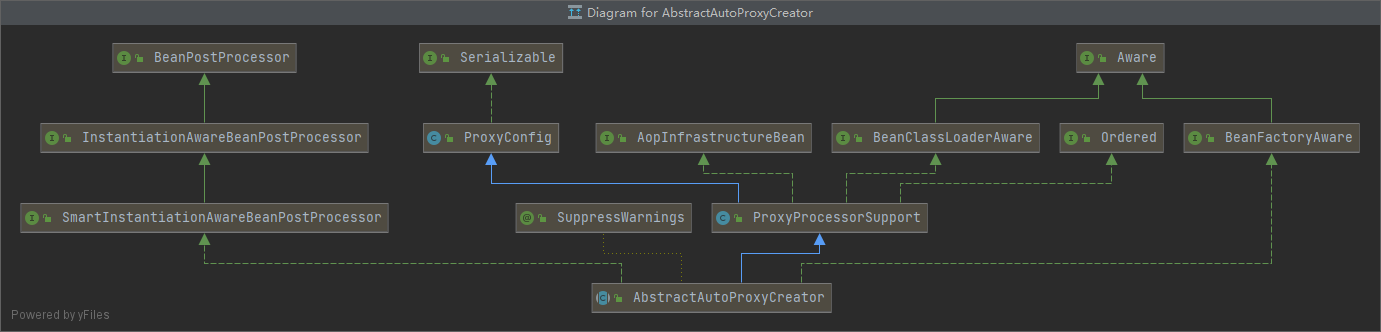 Diagram for AbstractAutoProxyCreator
BeanPostProcessor
Serializable
Aware
InstantiationAwareBeanPostProcessor
ProxyConfig
AopInfrastructureBean
BeanClassLoaderAware
Ordered
BeanFactoryAware
SmartInstantiationAwareBeanPostProcessor
SuppressWarnings
ProxyProcessorSupport
AbstractAutoProxyCreator
Powered by yFiles